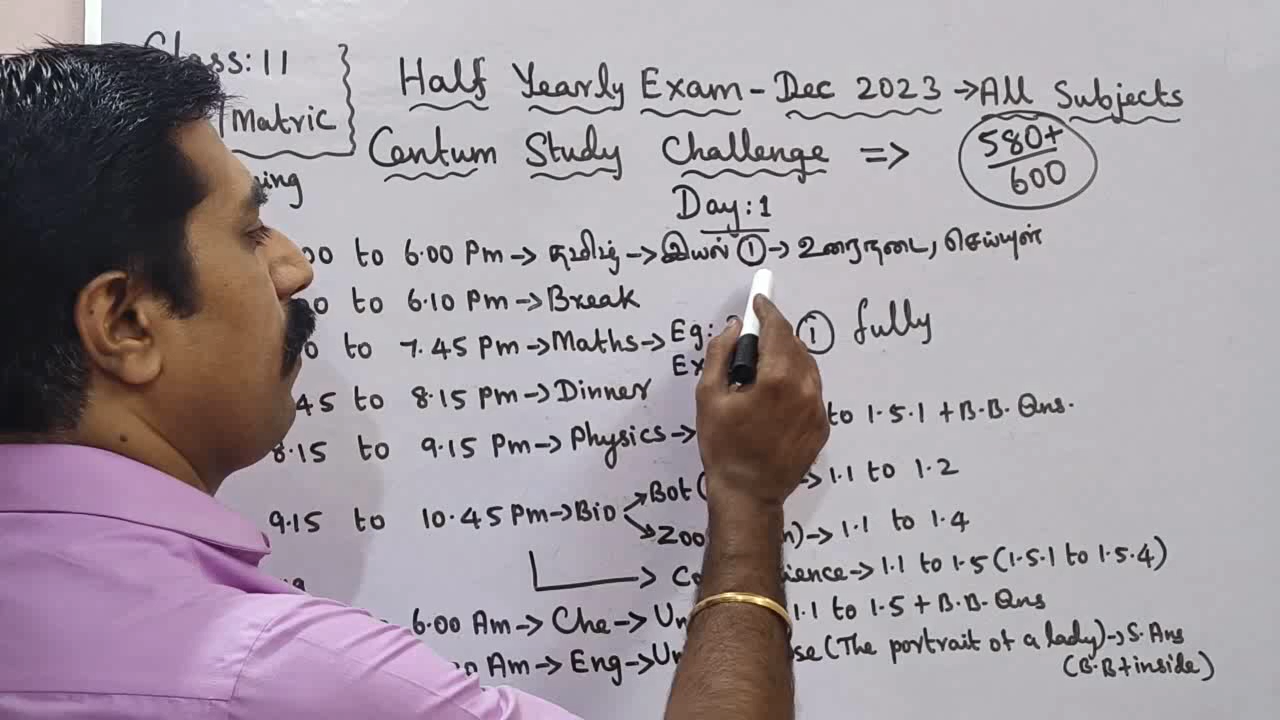 Class: 11
Matric
Half Yearly Exam - Dec 2023 → All Subjects
Centum Study Challenge => 580+/600
Day: 1
to 6.00 Pm → தமிழ் → இயல் ① → உரைநடை, செய்யுள்
to 6.10 Pm → Break
to 7.45 Pm → Maths → Eg: ① fully
Ex
45 to 8.15 Pm → Dinner
8.15 to 9.15 Pm → Physics → to 1.5.1 + B.B. Qns.
9.15 to 10.45 Pm → Bio → Bot ( → 1.1 to 1.2
→ Zoo ) → 1.1 to 1.4
→ 1.1 to 1.5 (1.5.1 to 1.5.4)
6.00 Am → Che → 1.1 to 1.5 + B.B. Qns
Am → Eng → (The portrait of a lady) → S. Ans
(B.B + inside)